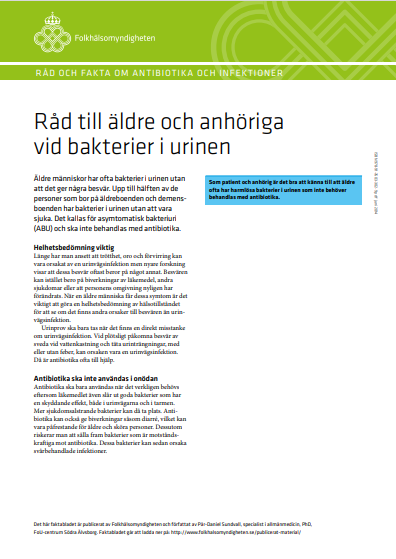 Folkhälsomyndigheten
RÅD OCH FAKTA OM ANTIBIOTIKA OCH INFEKTIONER
Råd till äldre och anhöriga
vid bakterier i urinen
Äldre människor har ofta bakterier i urinen utan
att det ger några besvär. Upp till hälften av de
personer som bor på äldreboenden och demens-
boenden har bakterier i urinen utan att vara
sjuka. Det kallas för asymtomatisk bakteriuri
(ABU) och ska inte behandlas med antibiotika.
Helhetsbedömning viktig
Länge har man ansett att trötthet, oro och förvirring kan
vara orsakat av en urinvägsinfektion men nyare forskning
visar att dessa besvär oftast beror på något annat. Besvären
kan istället bero på biverkningar av läkemedel, andra
sjukdomar eller att personens omgivning nyligen har
förändrats. När en äldre människa får dessa symtom är det
viktigt att göra en helhetsbedömning av hälsotillståndet
för att se om det finns andra orsaker till besvären än urin-
vägsinfektion.
Urinprov ska bara tas när det finns en direkt misstanke
om urinvägsinfektion. Vid plötsligt påkomna besvär av
sveda vid vattenkastning och täta urinträngningar, med
eller utan feber, kan orsaken vara en urinvägsinfektion.
Då är antibiotika ofta till hjälp.
Antibiotika ska inte användas i onödan
Antibiotika ska bara användas när det verkligen behövs
eftersom läkemedlet även slår ut goda bakterier som har
en skyddande effekt, både i urinvägarna och i tarmen.
Mer sjukdomsalstrande bakterier kan då ta plats. Anti-
biotika kan också ge biverkningar såsom diarré, vilket kan
vara påfrestande för äldre och sköra personer. Dessutom
riskerar man att sålla fram bakterier som är motstånds-
kraftiga mot antibiotika. Dessa bakterier kan sedan orsaka
svårbehandlade infektioner.
Som patient och anhörig är det bra att känna till att äldre
ofta har harmlösa bakterier i urinen som inte behöver
behandlas med antibiotika.
Det här faktabladet är publicerat av Folkhälsomyndigheten och författat av Pär-Daniel Sundvall, specialist i allmänmedicin, PhD,
FoU-centrum Södra Älvsborg. Faktabladet går att ladda ner på: http://www.folkhalsomyndigheten.se/publicerat-material/